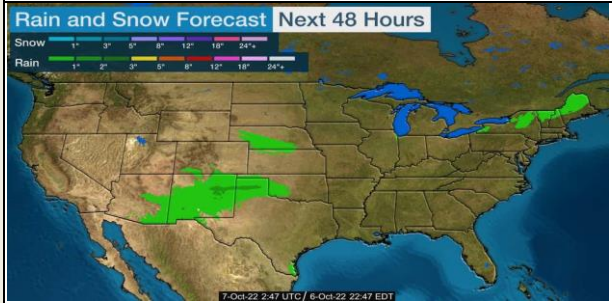 Rain and Snow Forecast Next 48 Hours
Snow
1" 3" 5" 8" 12" 18" 24"+
Rain
1" 2" 3" 5" 8" 12" 18" 24"+
7-Oct-22 2:47 UTC / 6-Oct-22 22:47 EDT